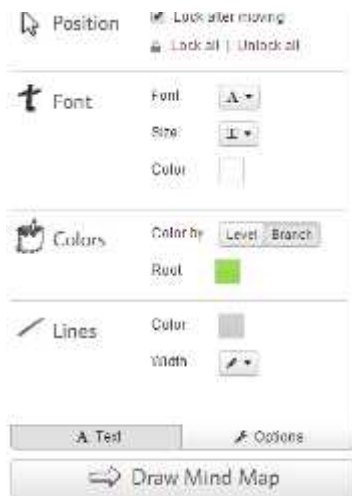 Position
Lock after moving
Lock all | Unlock all
Font
Font
A
Size
I
Color
Colors
Color by
Level
Branch
Root
Lines
Color
Width
A Text
Options
Draw Mind Map